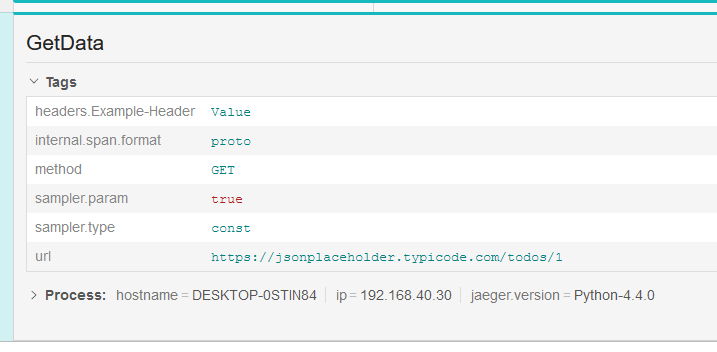 GetData
Tags
headers.Example-Header Value
internal.span.format proto
method GET
sampler.param true
sampler.type const
url https://jsonplaceholder.typicode.com/todos/1
Process: hostname = DESKTOP-0STIN84 ip = 192.168.40.30 jaeger.version = Python-4.4.0